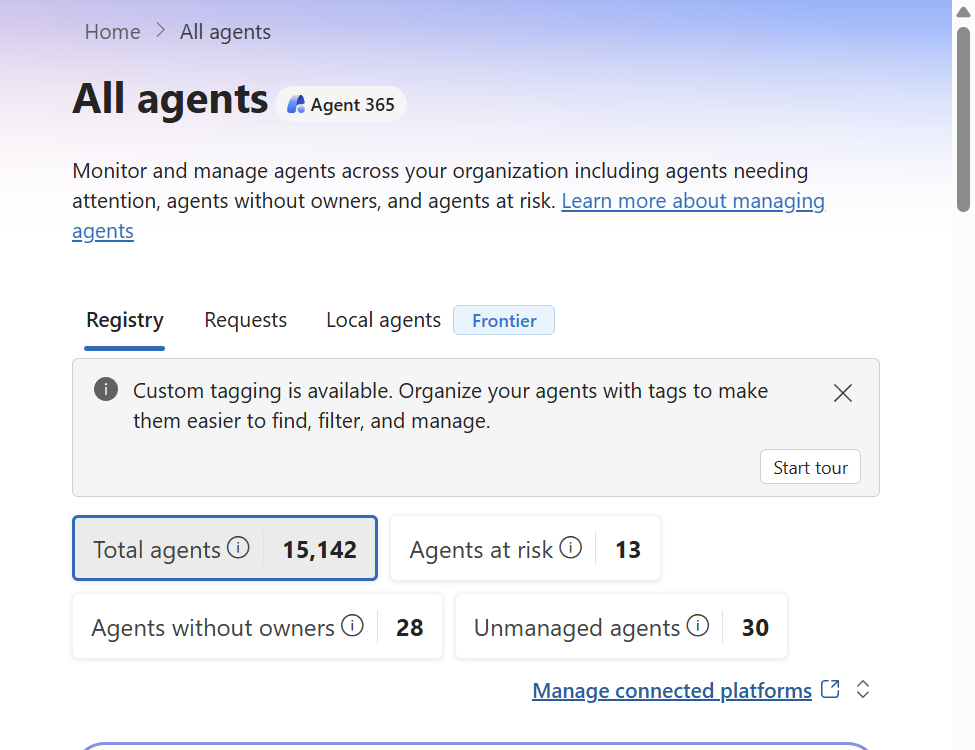 Home > All agents
All agents Agent 365
Monitor and manage agents across your organization including agents needing
attention, agents without owners, and agents at risk. Learn more about managing
agents
Registry Requests Local agents Frontier
Custom tagging is available. Organize your agents with tags to make
them easier to find, filter, and manage.
Start tour
Total agents 15,142 Agents at risk 13
Agents without owners 28 Unmanaged agents 30
Manage connected platforms